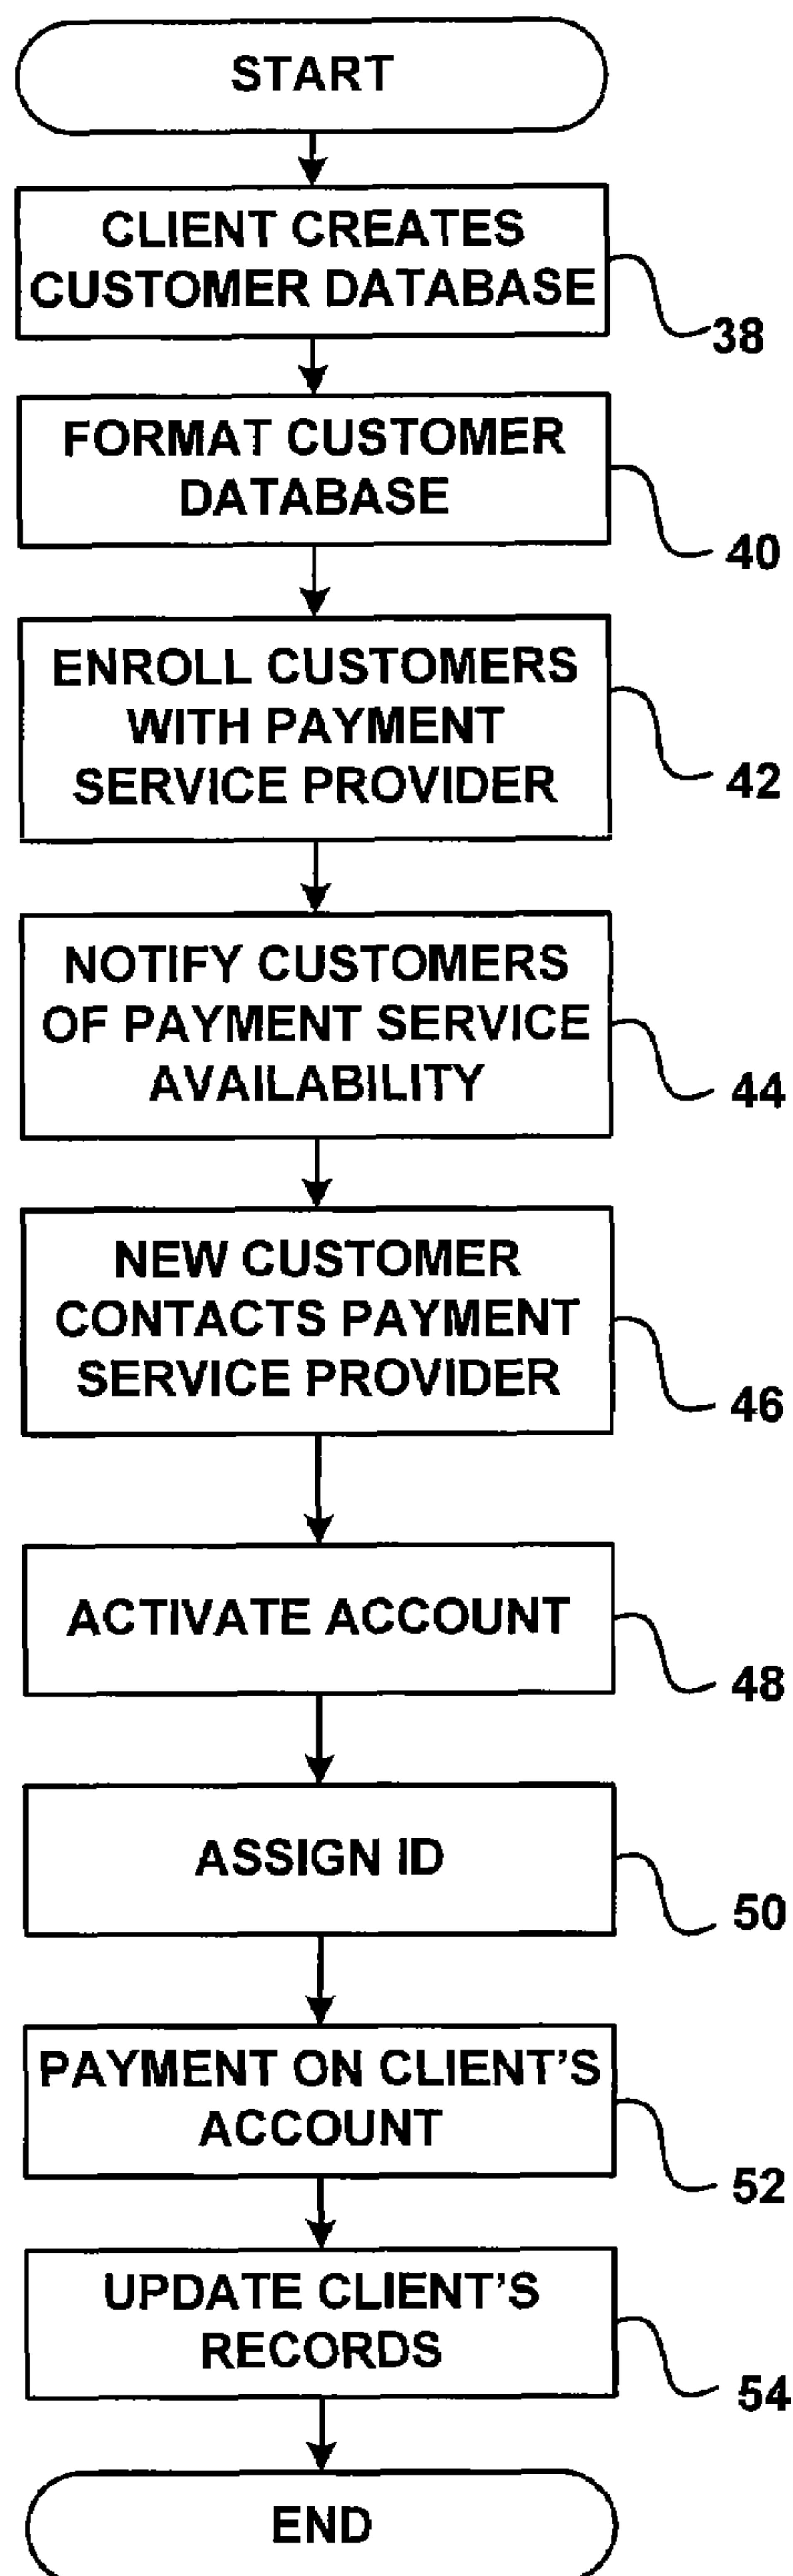 START
CLIENT CREATES
CUSTOMER DATABASE
38
FORMAT CUSTOMER
DATABASE
40
ENROLL CUSTOMERS
WITH PAYMENT
SERVICE PROVIDER
42
NOTIFY CUSTOMERS
OF PAYMENT SERVICE
AVAILABILITY
44
NEW CUSTOMER
CONTACTS PAYMENT
SERVICE PROVIDER
46
ACTIVATE ACCOUNT
48
ASSIGN ID
50
PAYMENT ON CLIENT'S
ACCOUNT
52
UPDATE CLIENT'S
RECORDS
54
END